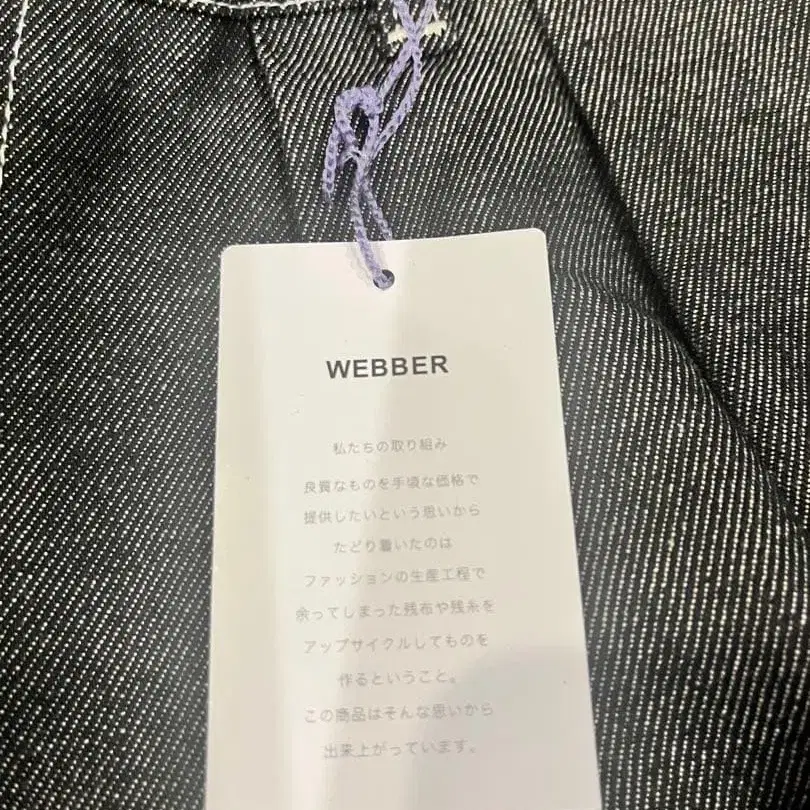 WEBBER
私たちの取り組み
良質なものを手頃な価格で
提供したいという思いから
たどり着いたのは
ファッションの生産工程で
余ってしまった残布や残糸を
アップサイクルしてものを
作るということ。
この商品はそんな思いから
出来上がっています。